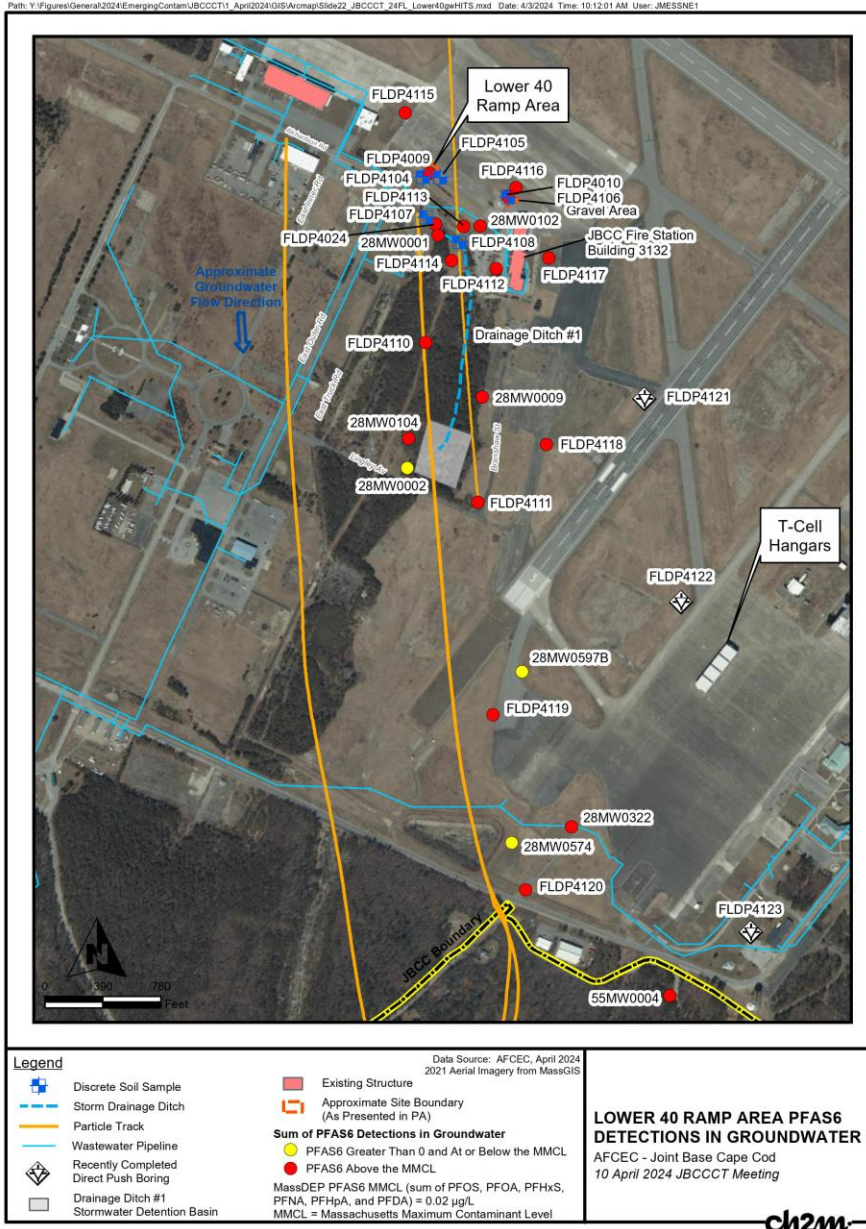 Path: Y:\Figures\General\2024\EmergingContam\JBCCCT\1_April2024\GIS\Arcmap\Slide22_JBCCCT_24FL_Lower40gwHITS.mxd Date: 4/3/2024 Time: 10:12:01 AM User: JMESSNE1
Lower 40
Ramp Area
FLDP4115
FLDP4009
FLDP4105
FLDP4104
FLDP4116
FLDP4010
FLDP4113
FLDP4106
Gravel Area
FLDP4107
28MW0102
FLDP4024
FLDP4108
28MW0001
JBCC Fire Station
Building 3132
FLDP4114
FLDP4117
FLDP4112
Approximate
Groundwater
Flow Direction
East Outer Rd
East Truck Rd
Drainage Ditch #1
FLDP4110
28MW0009
FLDP4121
28MW0104
FLDP4118
28MW0002
FLDP4111
T-Cell
Hangars
FLDP4122
28MW0597B
FLDP4119
28MW0322
28MW0574
FLDP4120
FLDP4123
JBCC Boundary
55MW0004
N
0 390 780
Feet
Legend
Discrete Soil Sample
Storm Drainage Ditch
Particle Track
Wastewater Pipeline
Recently Completed
Direct Push Boring
Drainage Ditch #1
Stormwater Detention Basin
Data Source: AFCEC, April 2024
2021 Aerial Imagery from MassGIS
Existing Structure
Approximate Site Boundary
(As Presented in PA)
Sum of PFAS6 Detections in Groundwater
PFAS6 Greater Than 0 and At or Below the MMCL
PFAS6 Above the MMCL
MassDEP PFAS6 MMCL (sum of PFOS, PFOA, PFHxS,
PFNA, PFHpA, and PFDA) = 0.02 µg/L
MMCL = Massachusetts Maximum Contaminant Level
LOWER 40 RAMP AREA PFAS6
DETECTIONS IN GROUNDWATER
AFCEC - Joint Base Cape Cod
10 April 2024 JBCCCT Meeting
ch2m